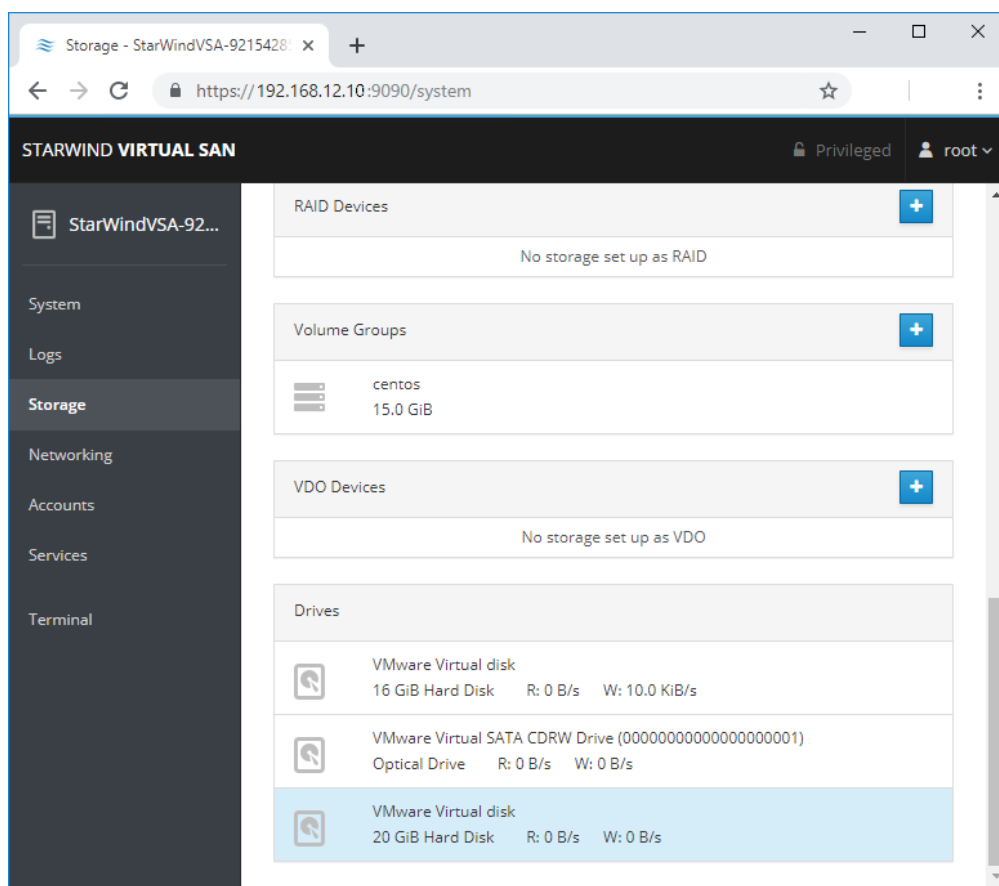 Storage - StarWindVSA-92154285
https://192.168.12.10:9090/system
STARWIND VIRTUAL SAN
Privileged
root
StarWindVSA-92...
System
Logs
Storage
Networking
Accounts
Services
Terminal
RAID Devices
No storage set up as RAID
Volume Groups
centos
15.0 GiB
VDO Devices
No storage set up as VDO
Drives
VMware Virtual disk
16 GiB Hard Disk R: 0 B/s W: 10.0 KiB/s
VMware Virtual SATA CDRW Drive (00000000000000000001)
Optical Drive R: 0 B/s W: 0 B/s
VMware Virtual disk
20 GiB Hard Disk R: 0 B/s W: 0 B/s